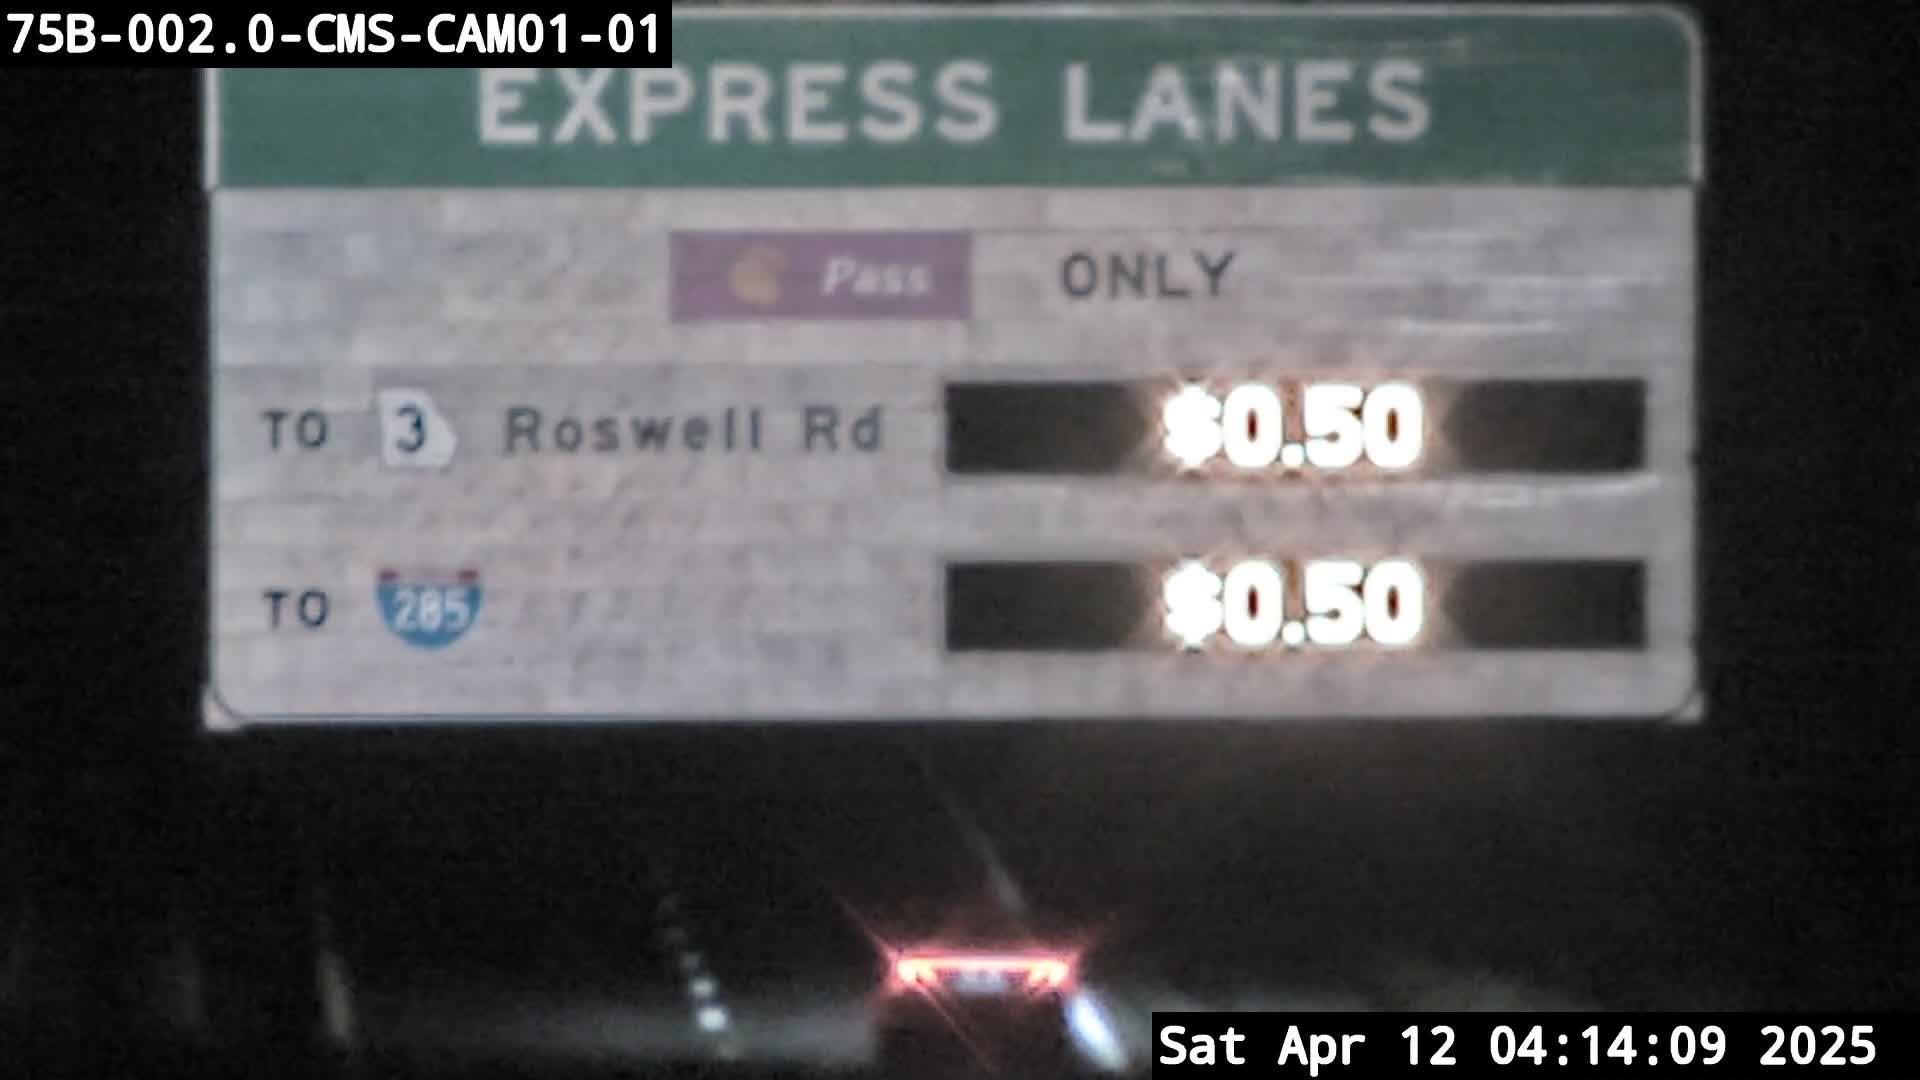 75B-002.0-CMS-CAM01-01
EXPRESS LANES
Pass ONLY
TO 3 Roswell Rd $0.50
TO 285 $0.50
Sat Apr 12 04:14:09 2025